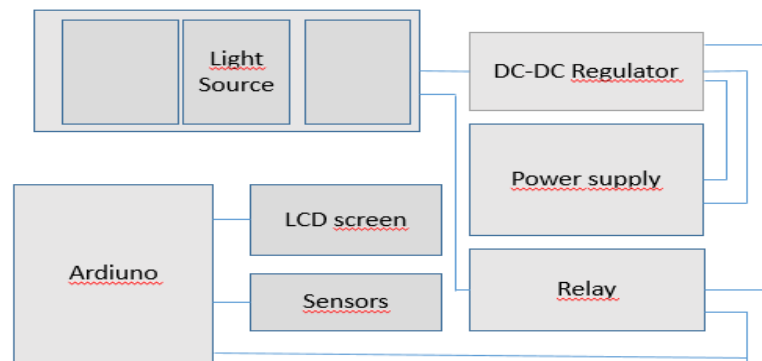 Light
Source
DC-DC Regulator
Power supply
LCD screen
Ardiuno
Sensors
Relay